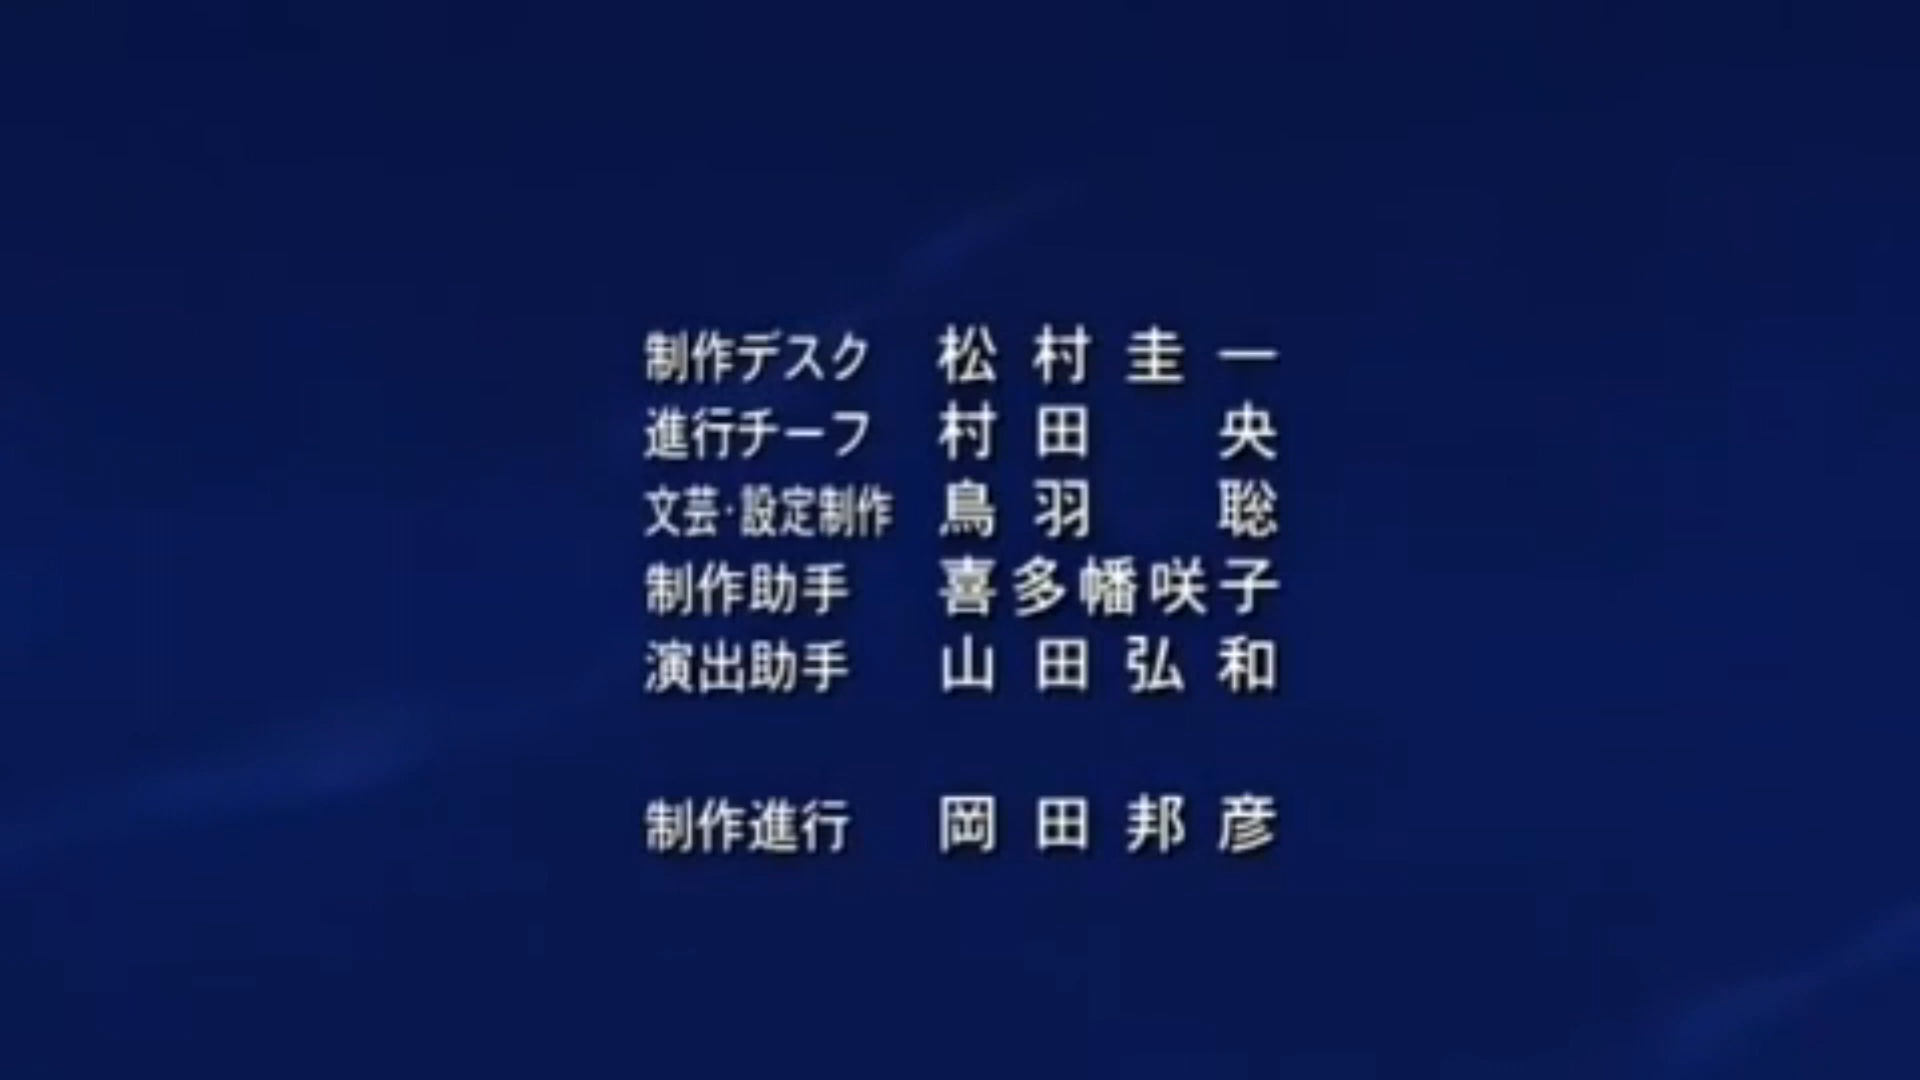 制作デスク 松村圭一
進行チーフ 村田 央
文芸・設定制作 鳥羽 聡
制作助手 喜多幡咲子
演出助手 山田弘和
制作進行 岡田邦彦